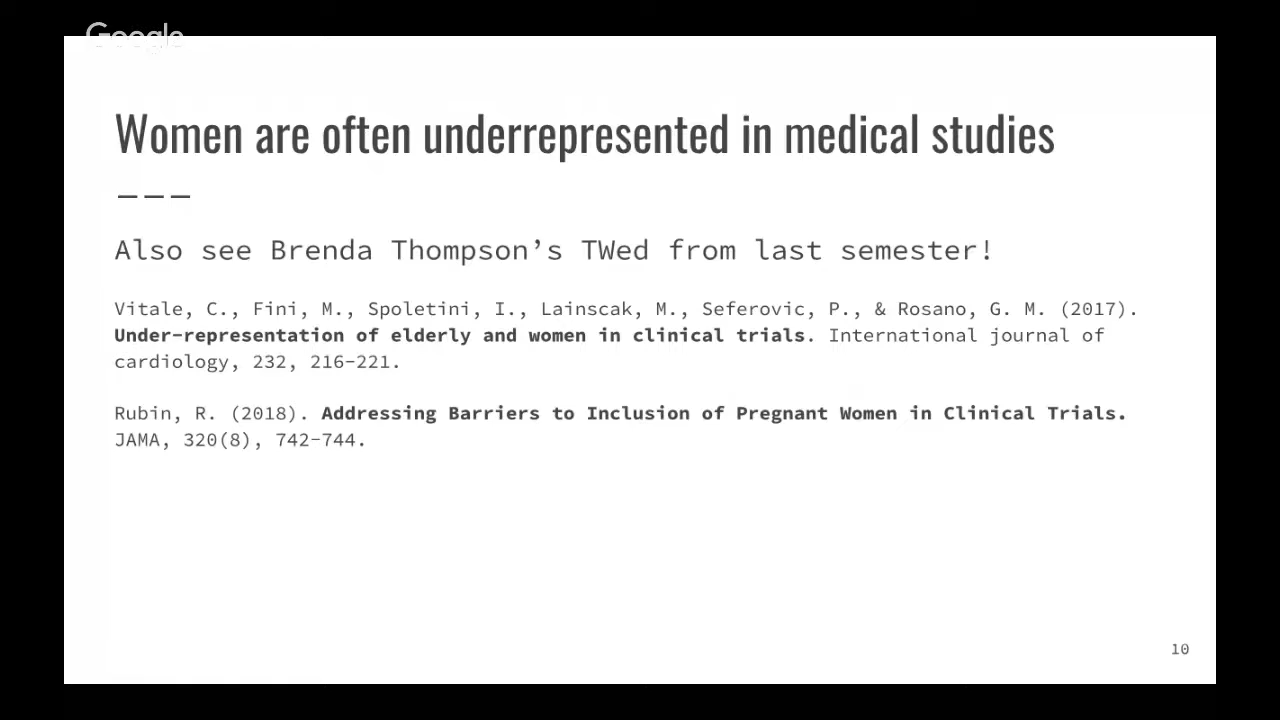 Google
Women are often underrepresented in medical studies
———
Also see Brenda Thompson’s TWed from last semester!
Vitale, C., Fini, M., Spoletini, I., Lainscak, M., Seferovic, P., & Rosano, G. M. (2017).
Under-representation of elderly and women in clinical trials. International journal of
cardiology, 232, 216-221.
Rubin, R. (2018). Addressing Barriers to Inclusion of Pregnant Women in Clinical Trials.
JAMA, 320(8), 742-744.
10